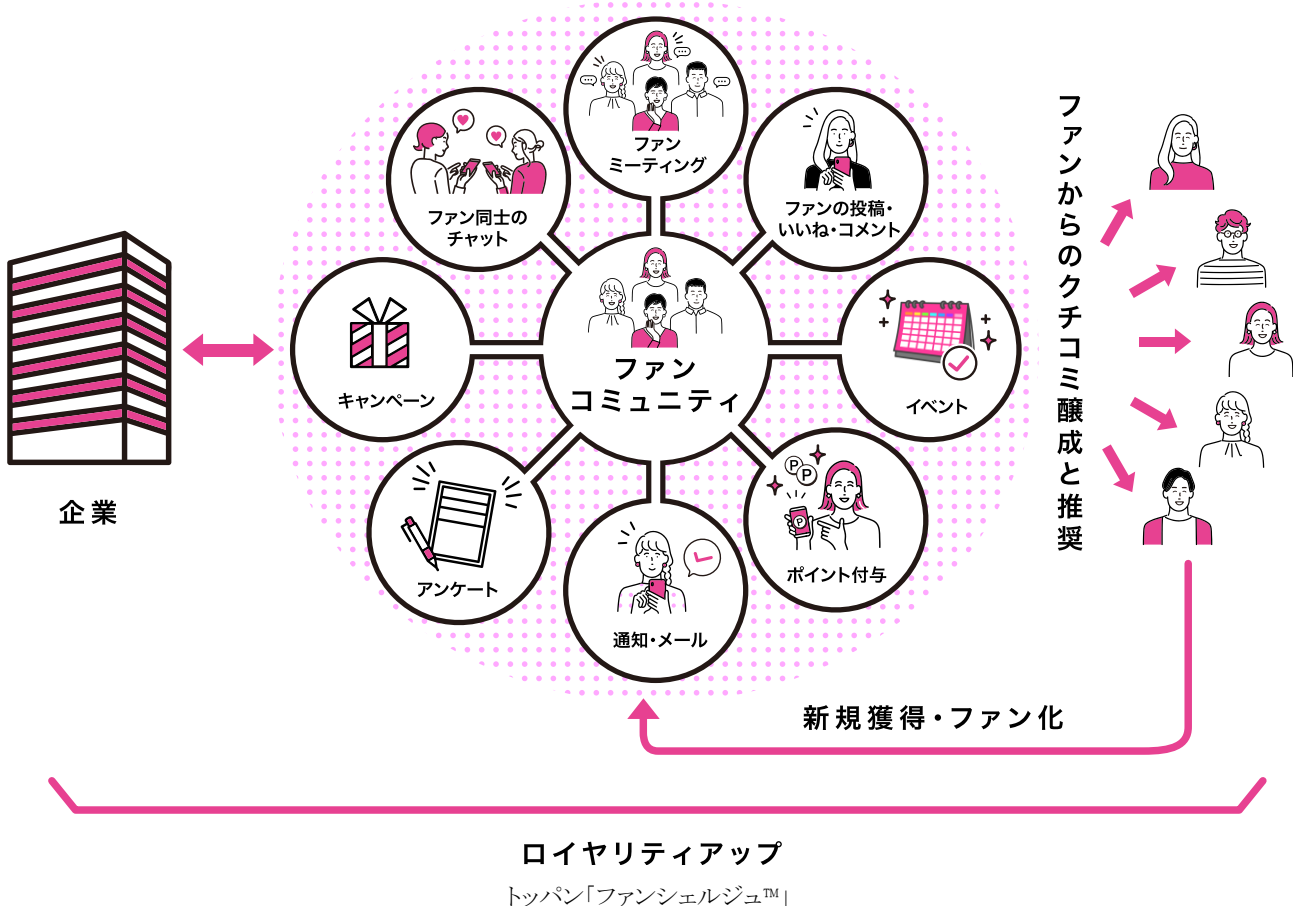 ファン
ミーティング
ファン同士の
チャット
ファンの投稿・
いいね・コメント
キャンペーン
ファン
コミュニティ
イベント
アンケート
通知・メール
ポイント付与
P
P
P
企業
ファンからのクチコミ醸成と推奨
新規獲得・ファン化
ロイヤリティアップ
トッパン「ファンシェルジュ™」